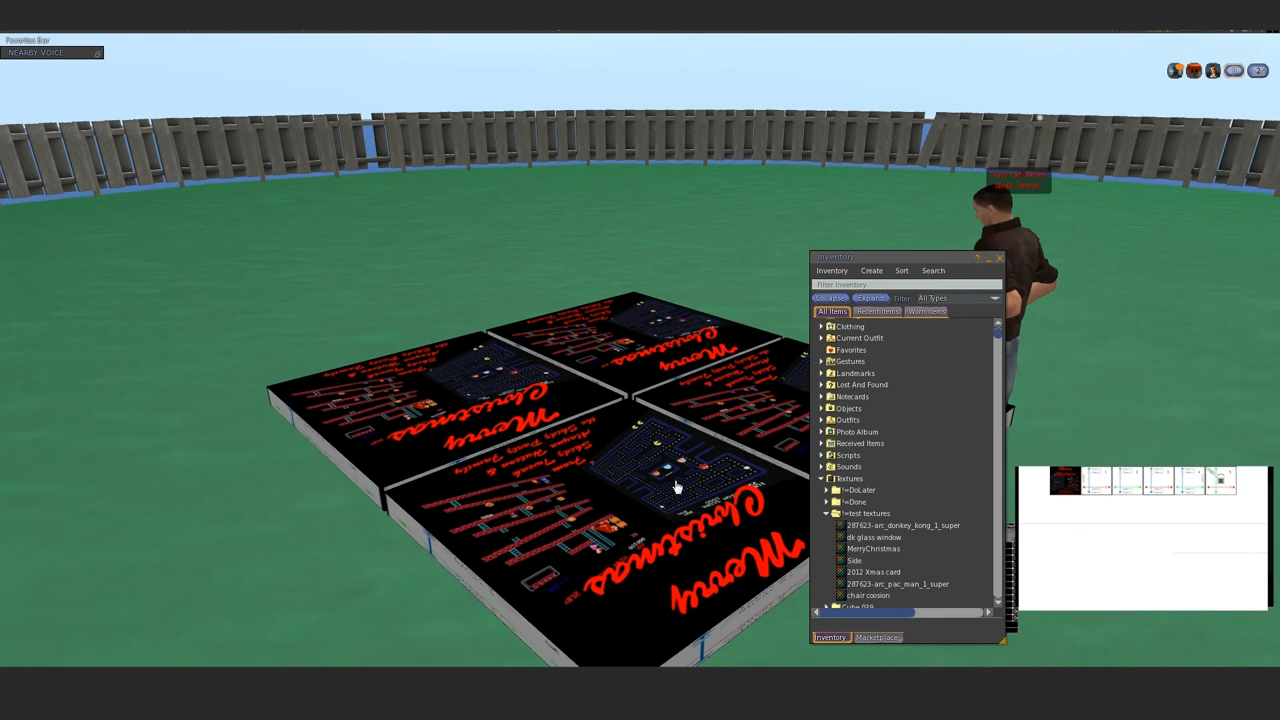 Favorites Bar
NEARBY VOICE
Inventory
?
Inventory Create Sort Search
Filter Inventory
Collapse Expand Filter: All Types
All Items Recent Items Worn Items
Clothing
Current Outfit
Favorites
Gestures
Landmarks
Lost And Found
Notecards
Objects
Outfits
Photo Album
Received Items
Scripts
Sounds
Textures
!=DoLater
!=Done
!=test textures
287623-arc_donkey_kong_1_super
dk glass window
MerryChristmas
Side
2012 Xmas card
287623-arc_pac_man_1_super
chair coosion
Inventory Marketplace
Merry
Christmas
Merry
Christmas
Merry
Christmas
Merry